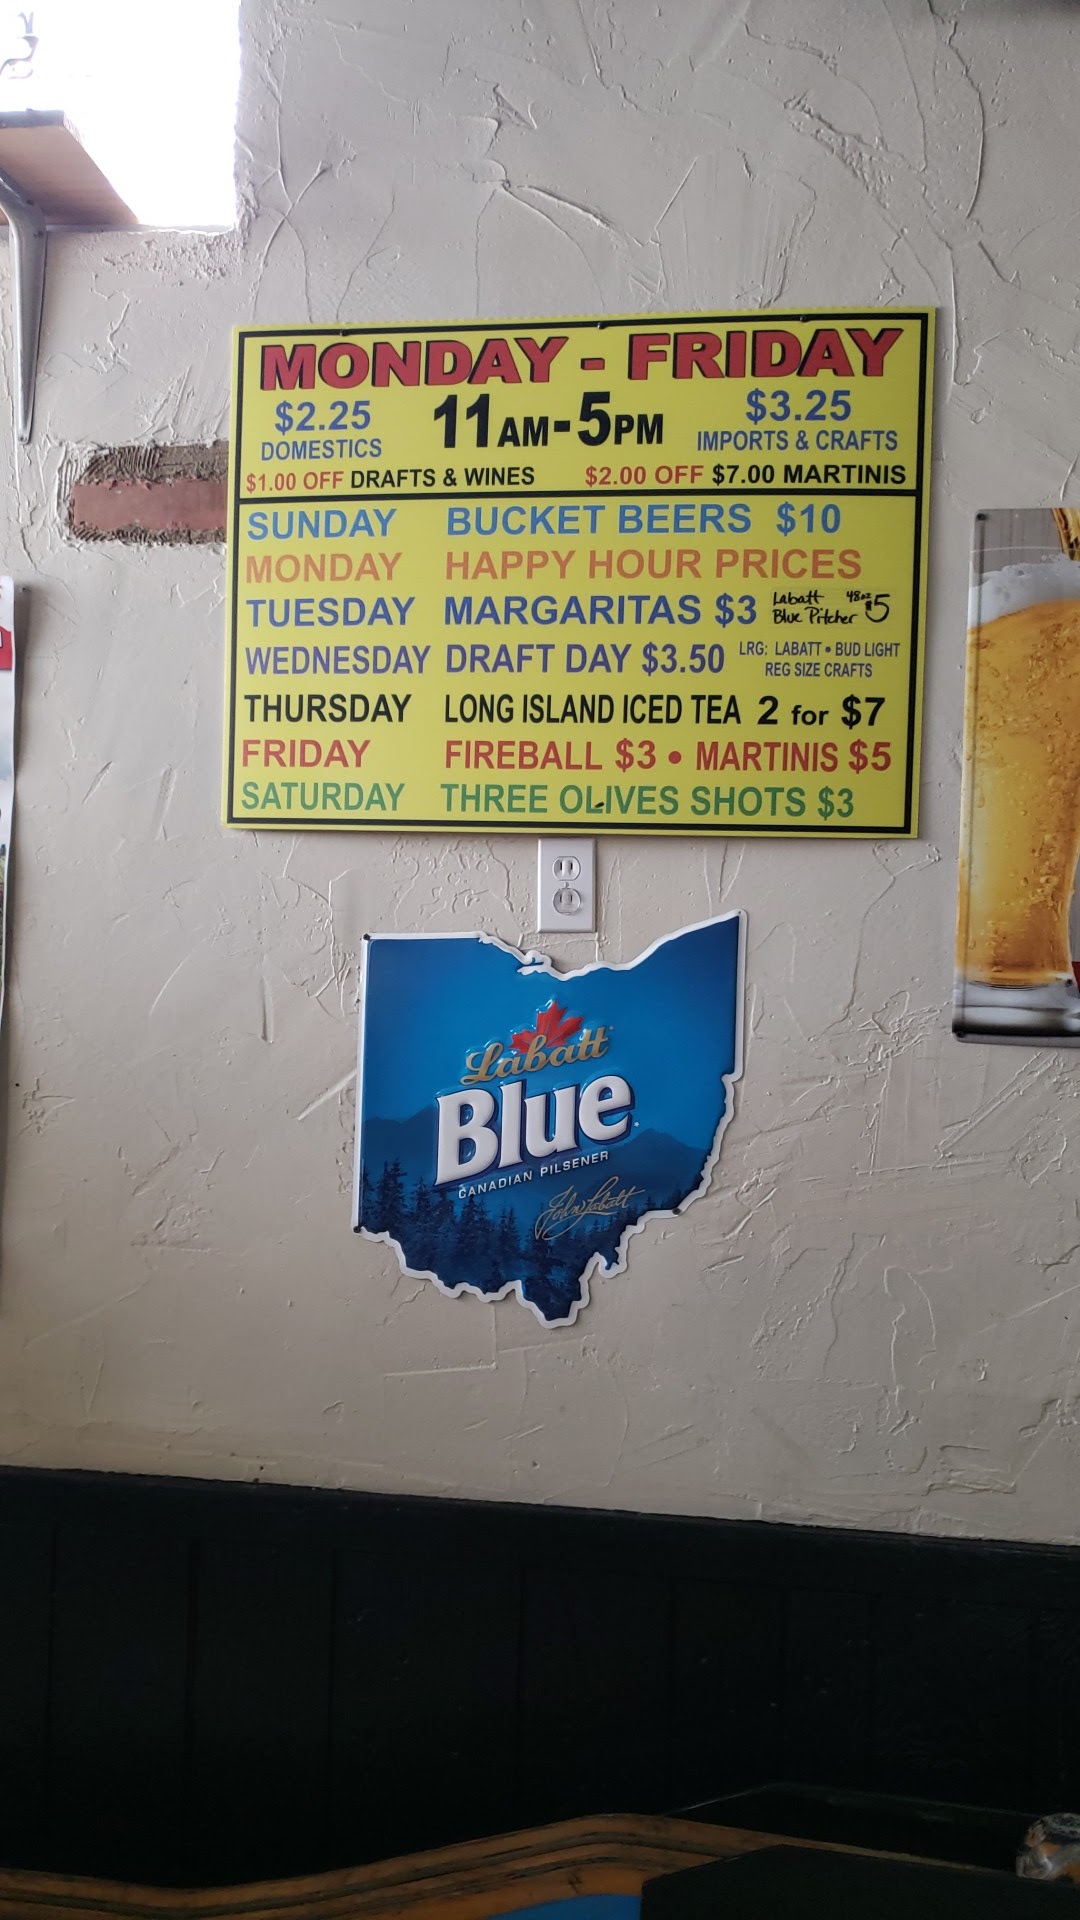 MONDAY - FRIDAY
$2.25 11AM-5PM $3.25
DOMESTICS IMPORTS & CRAFTS
$1.00 OFF DRAFTS & WINES $2.00 OFF $7.00 MARTINIS
SUNDAY BUCKET BEERS $10
MONDAY HAPPY HOUR PRICES
TUESDAY MARGARITAS $3 Labatt Blue Pitcher 48oz $5
WEDNESDAY DRAFT DAY $3.50 LRG: LABATT • BUD LIGHT
REG SIZE CRAFTS
THURSDAY LONG ISLAND ICED TEA 2 for $7
FRIDAY FIREBALL $3 • MARTINIS $5
SATURDAY THREE OLIVES SHOTS $3
Labatt
Blue
CANADIAN PILSENER
John Labatt